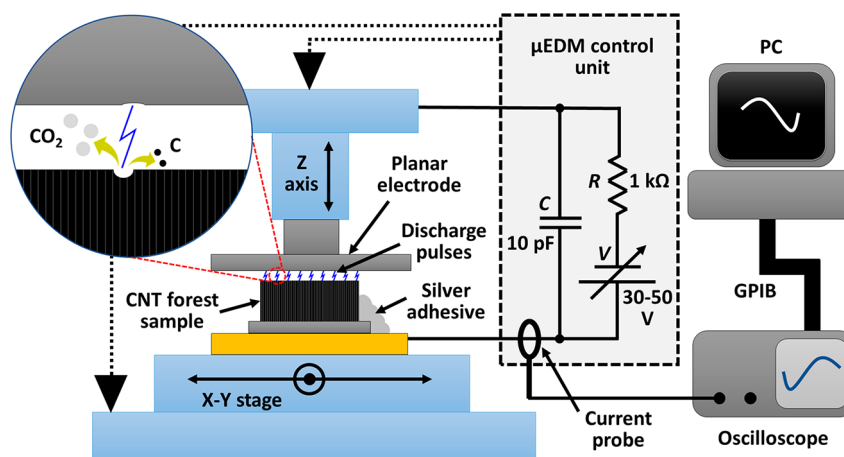 μEDM control
unit
PC
CO₂
C
Z
axis
Planar
electrode
Discharge
pulses
CNT forest
sample
Silver
adhesive
C
10 pF
R
1 kΩ
V
30-50
V
GPIB
X-Y stage
Current
probe
Oscilloscope